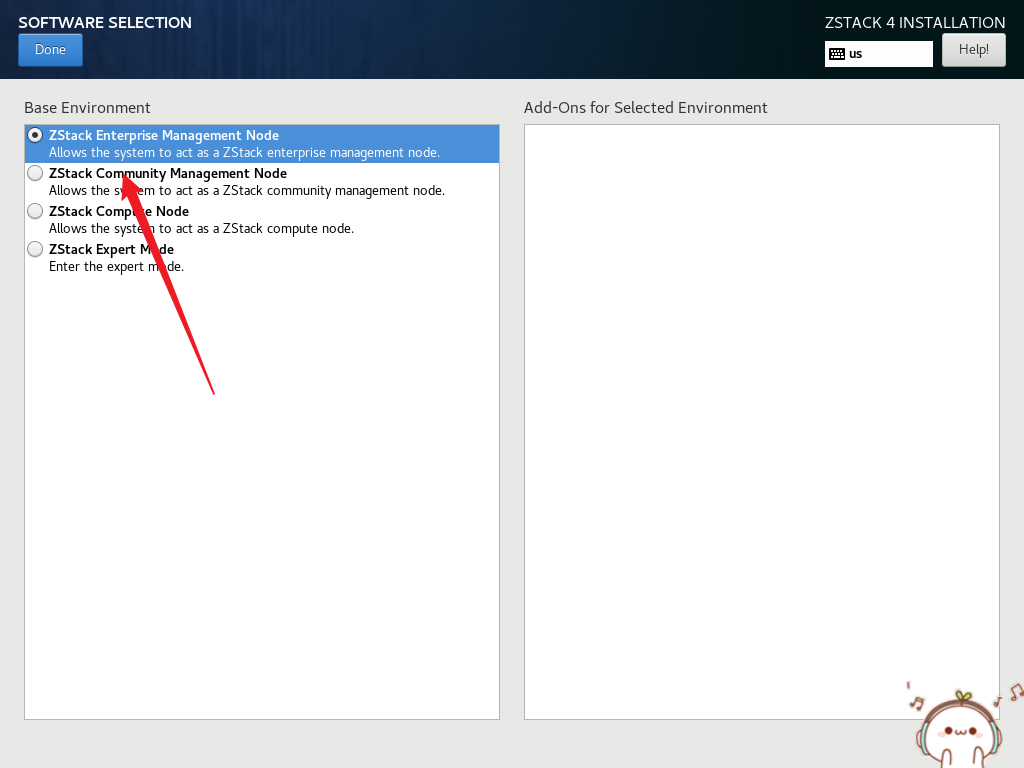 SOFTWARE SELECTION
ZSTACK 4 INSTALLATION
Done
us
Help!
Base Environment
Add-Ons for Selected Environment
ZStack Enterprise Management Node
Allows the system to act as a ZStack enterprise management node.
ZStack Community Management Node
Allows the system to act as a ZStack community management node.
ZStack Compute Node
Allows the system to act as a ZStack compute node.
ZStack Expert Mode
Enter the expert mode.